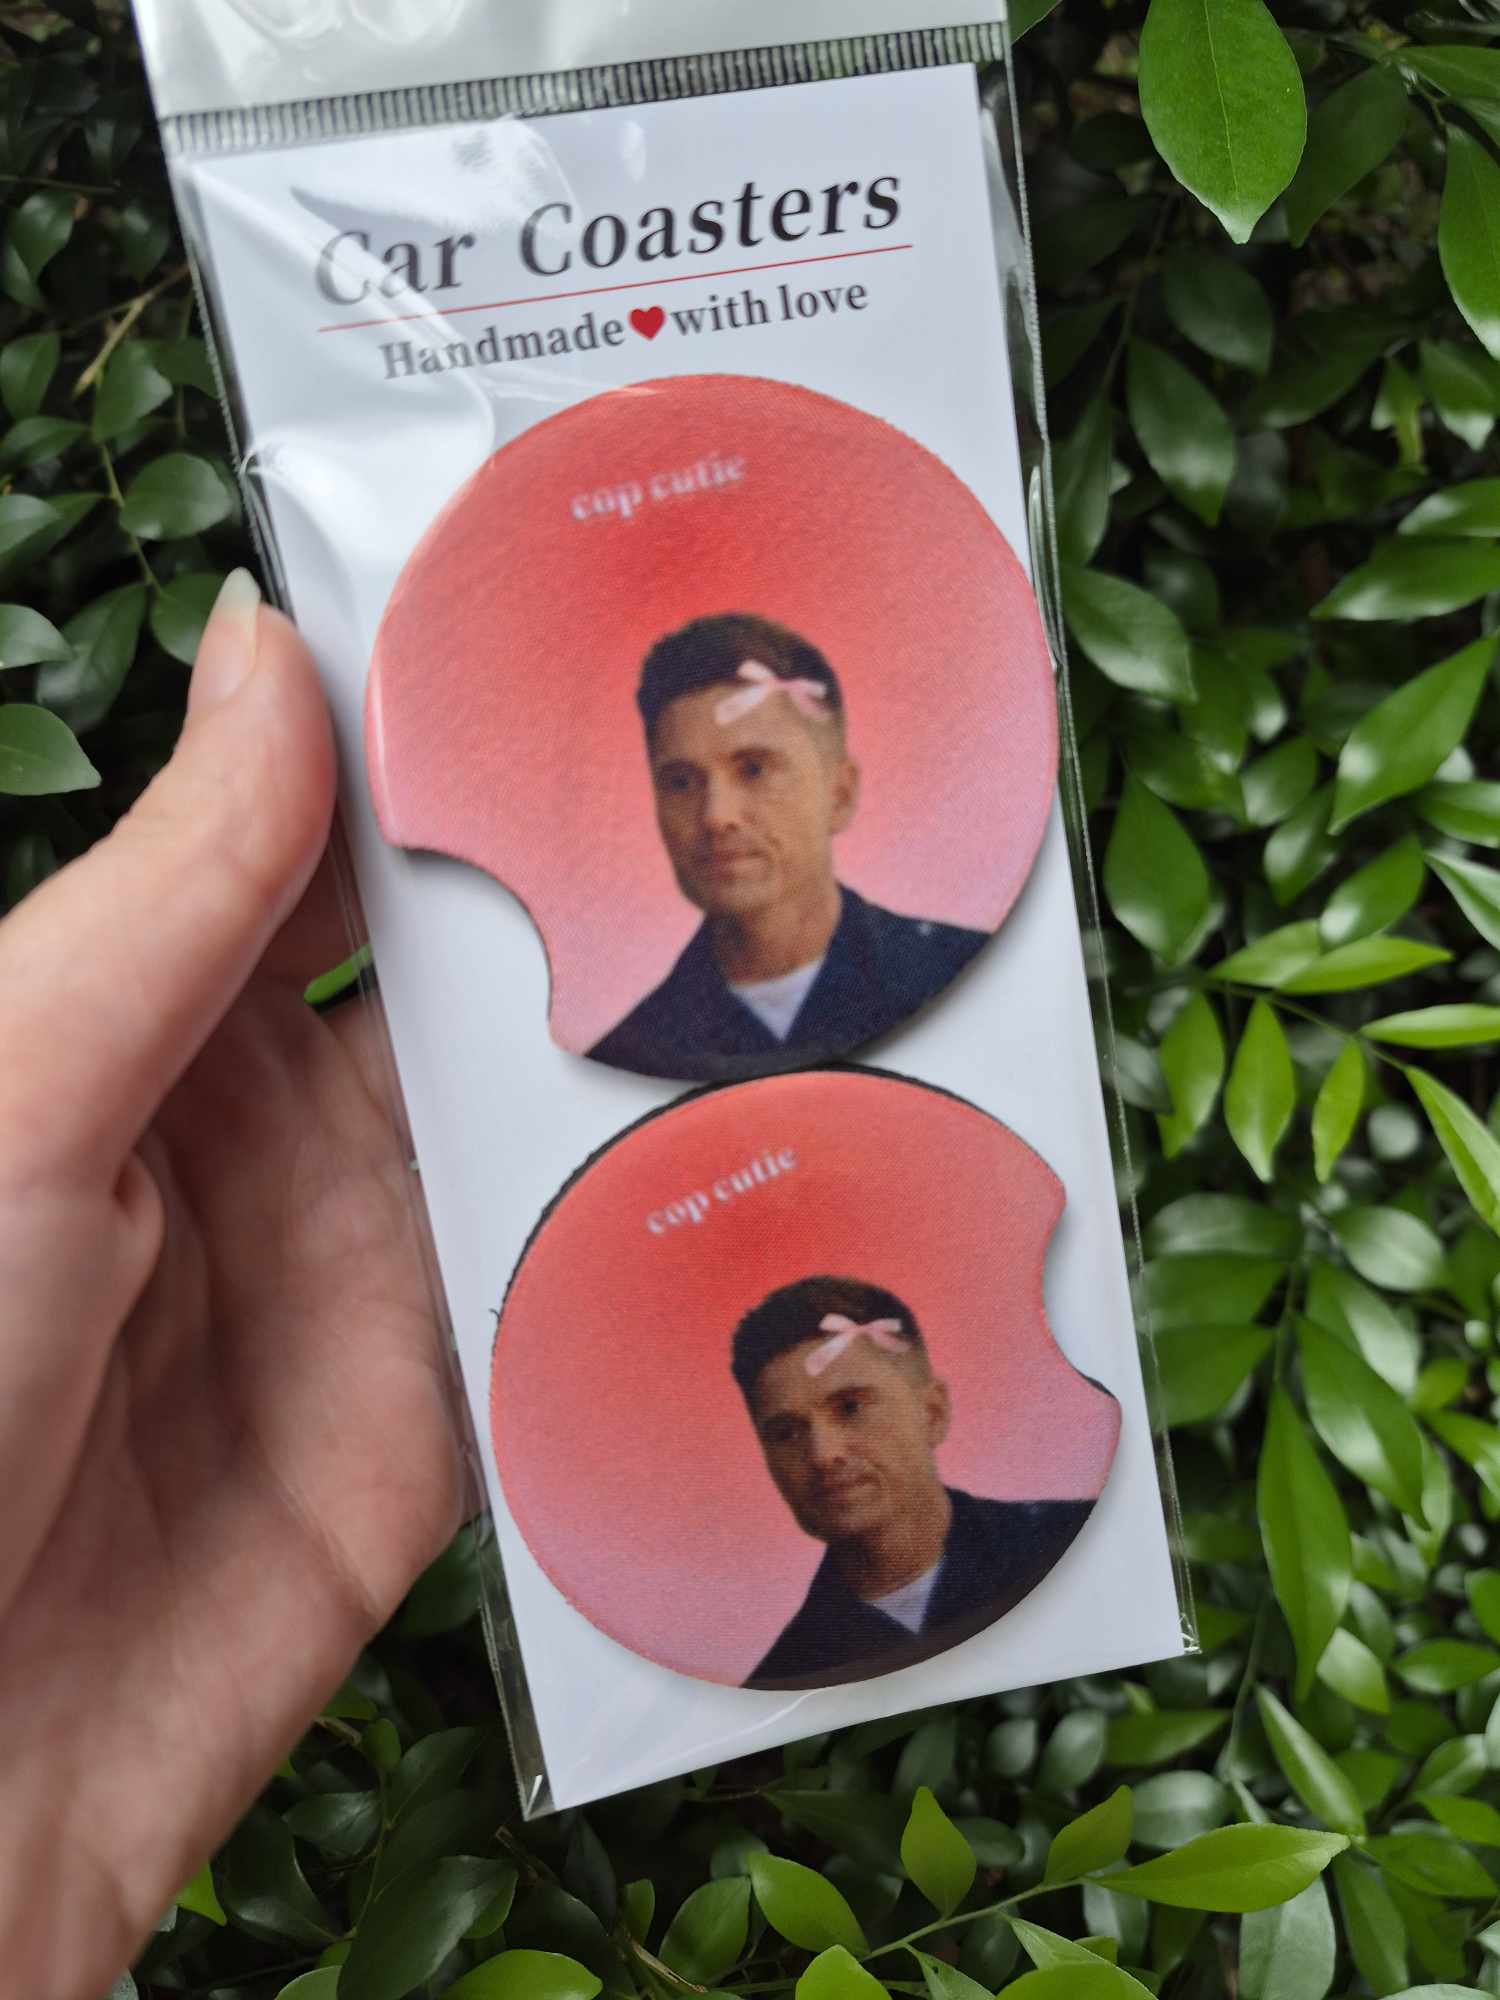 Car Coasters
Handmade❤with love
cop cutie
cop cutie